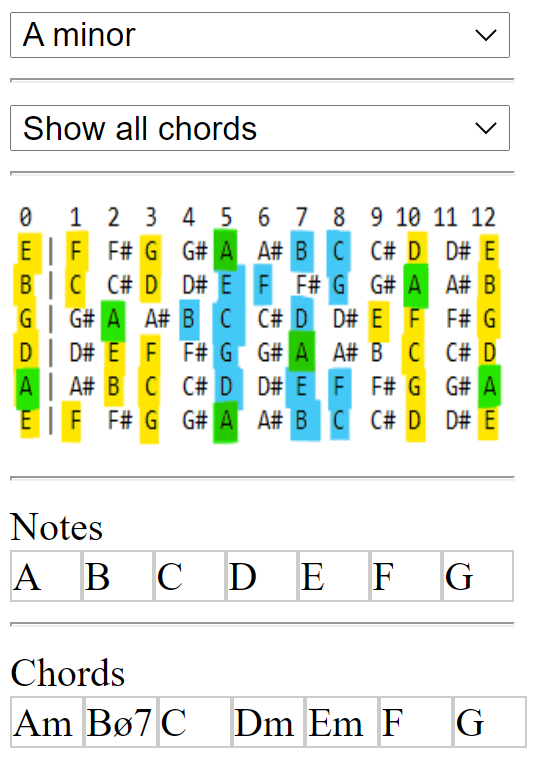 A minor
Show all chords
0 1 2 3 4 5 6 7 8 9 10 11 12
E | F F# G G# A A# B C C# D D# E
B | C C# D D# E F F# G G# A A# B
G | G# A A# B C C# D D# E F F# G
D | D# E F F# G G# A A# B C C# D
A | A# B C C# D D# E F F# G G# A
E | F F# G G# A A# B C C# D D# E
Notes
A B C D E F G
Chords
Am Bø7 C Dm Em F G